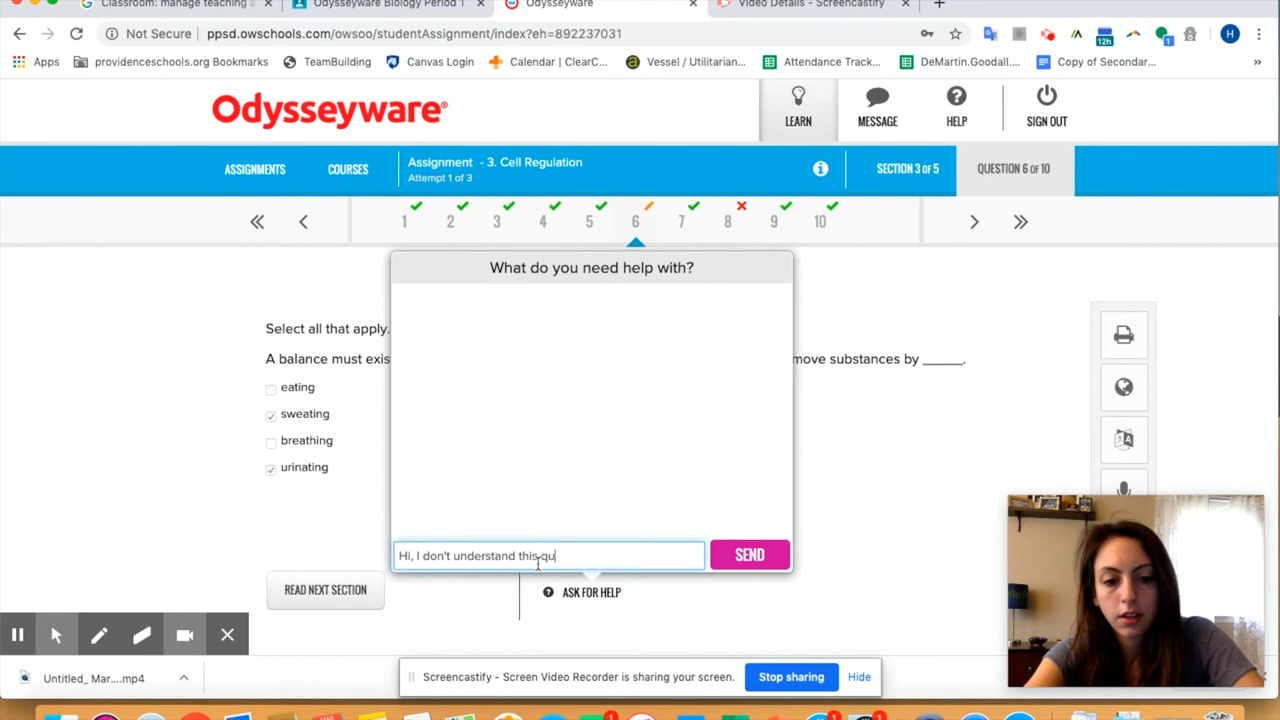 Classroom: manage teaching a
Odysseyware Biology Period 1
Odysseyware
Video Details - Screencastify
Not Secure
ppsd.owschools.com/owsoo/studentAssignment/index?eh=892237031
12h
1
H
Apps
providenceschools.org Bookmarks
TeamBuilding
Canvas Login
Calendar | ClearC...
Vessel / Utilitarian...
Attendance Track...
DeMartin.Goodall....
Copy of Secondar...
»
Odysseyware®
LEARN
MESSAGE
HELP
SIGN OUT
ASSIGNMENTS
COURSES
Assignment - 3. Cell Regulation
Attempt 1 of 3
SECTION 3 OF 5
QUESTION 6 OF 10
1 2 3 4 5 6 7 8 9 10
What do you need help with?
Select all that apply.
A balance must exis
move substances by ______.
eating
sweating
breathing
urinating
Hi, I don't understand this qu
SEND
READ NEXT SECTION
ASK FOR HELP
Untitled_ Mar....mp4
Screencastify - Screen Video Recorder is sharing your screen.
Stop sharing
Hide